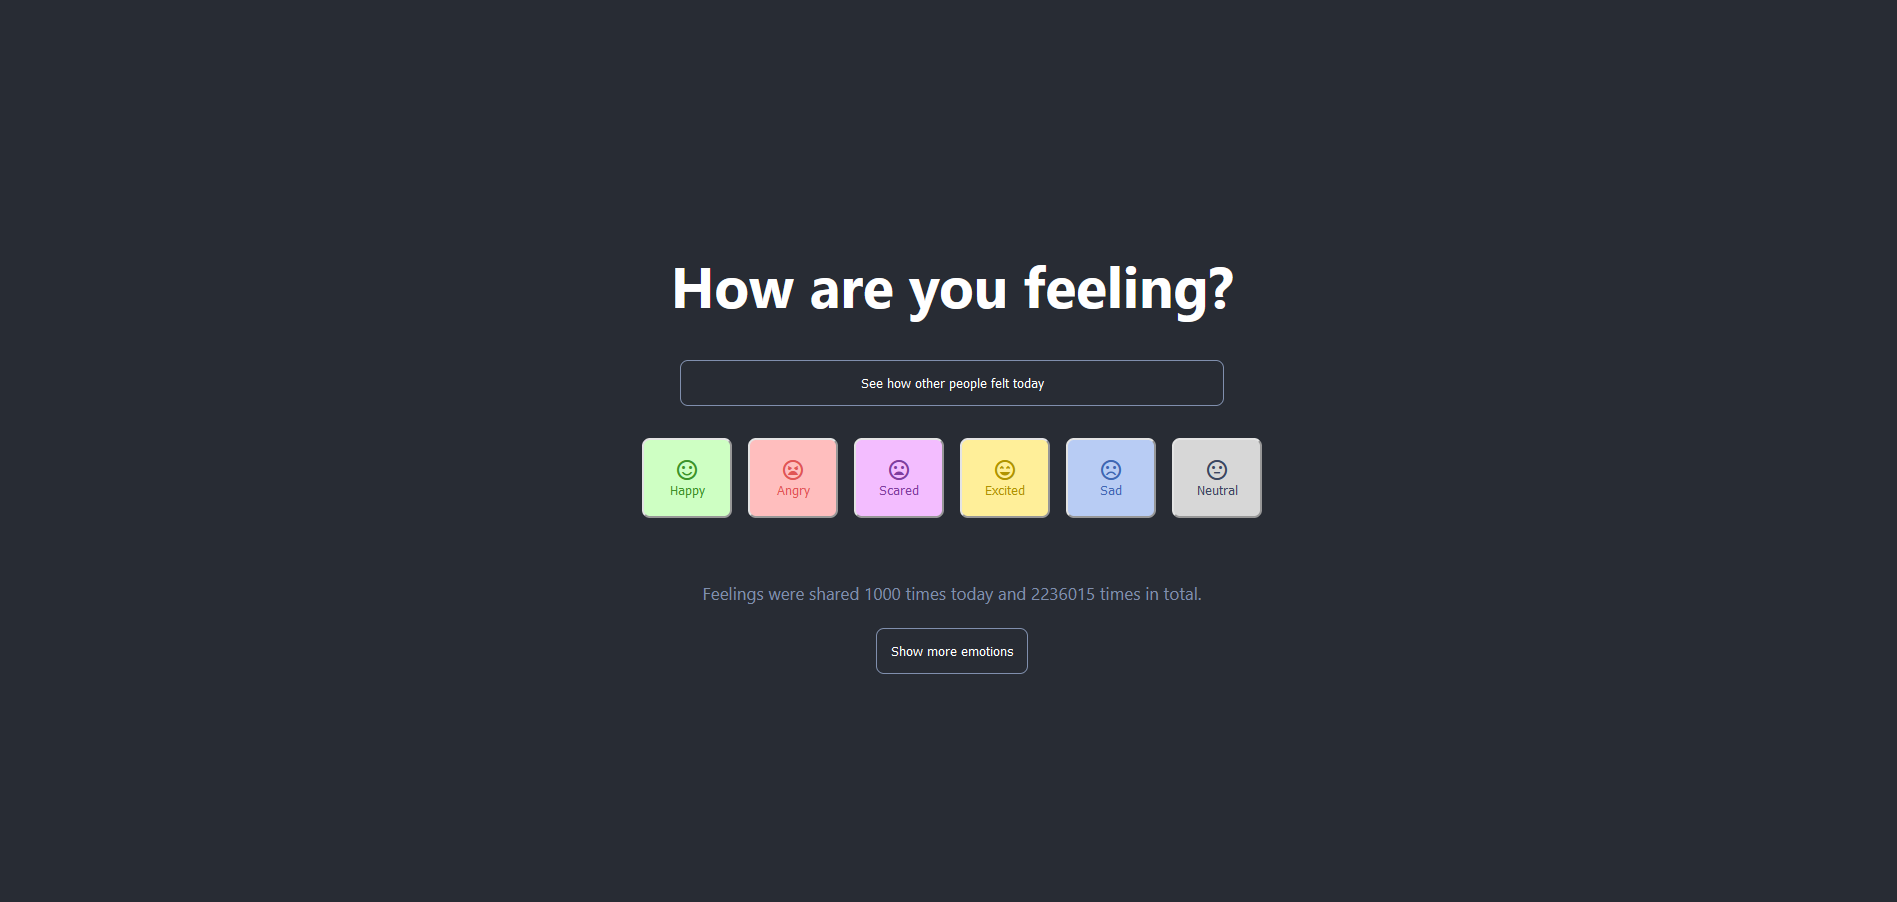 How are you feeling?
See how other people felt today
Happy
Angry
Scared
Excited
Sad
Neutral
Feelings were shared 1000 times today and 2236015 times in total.
Show more emotions